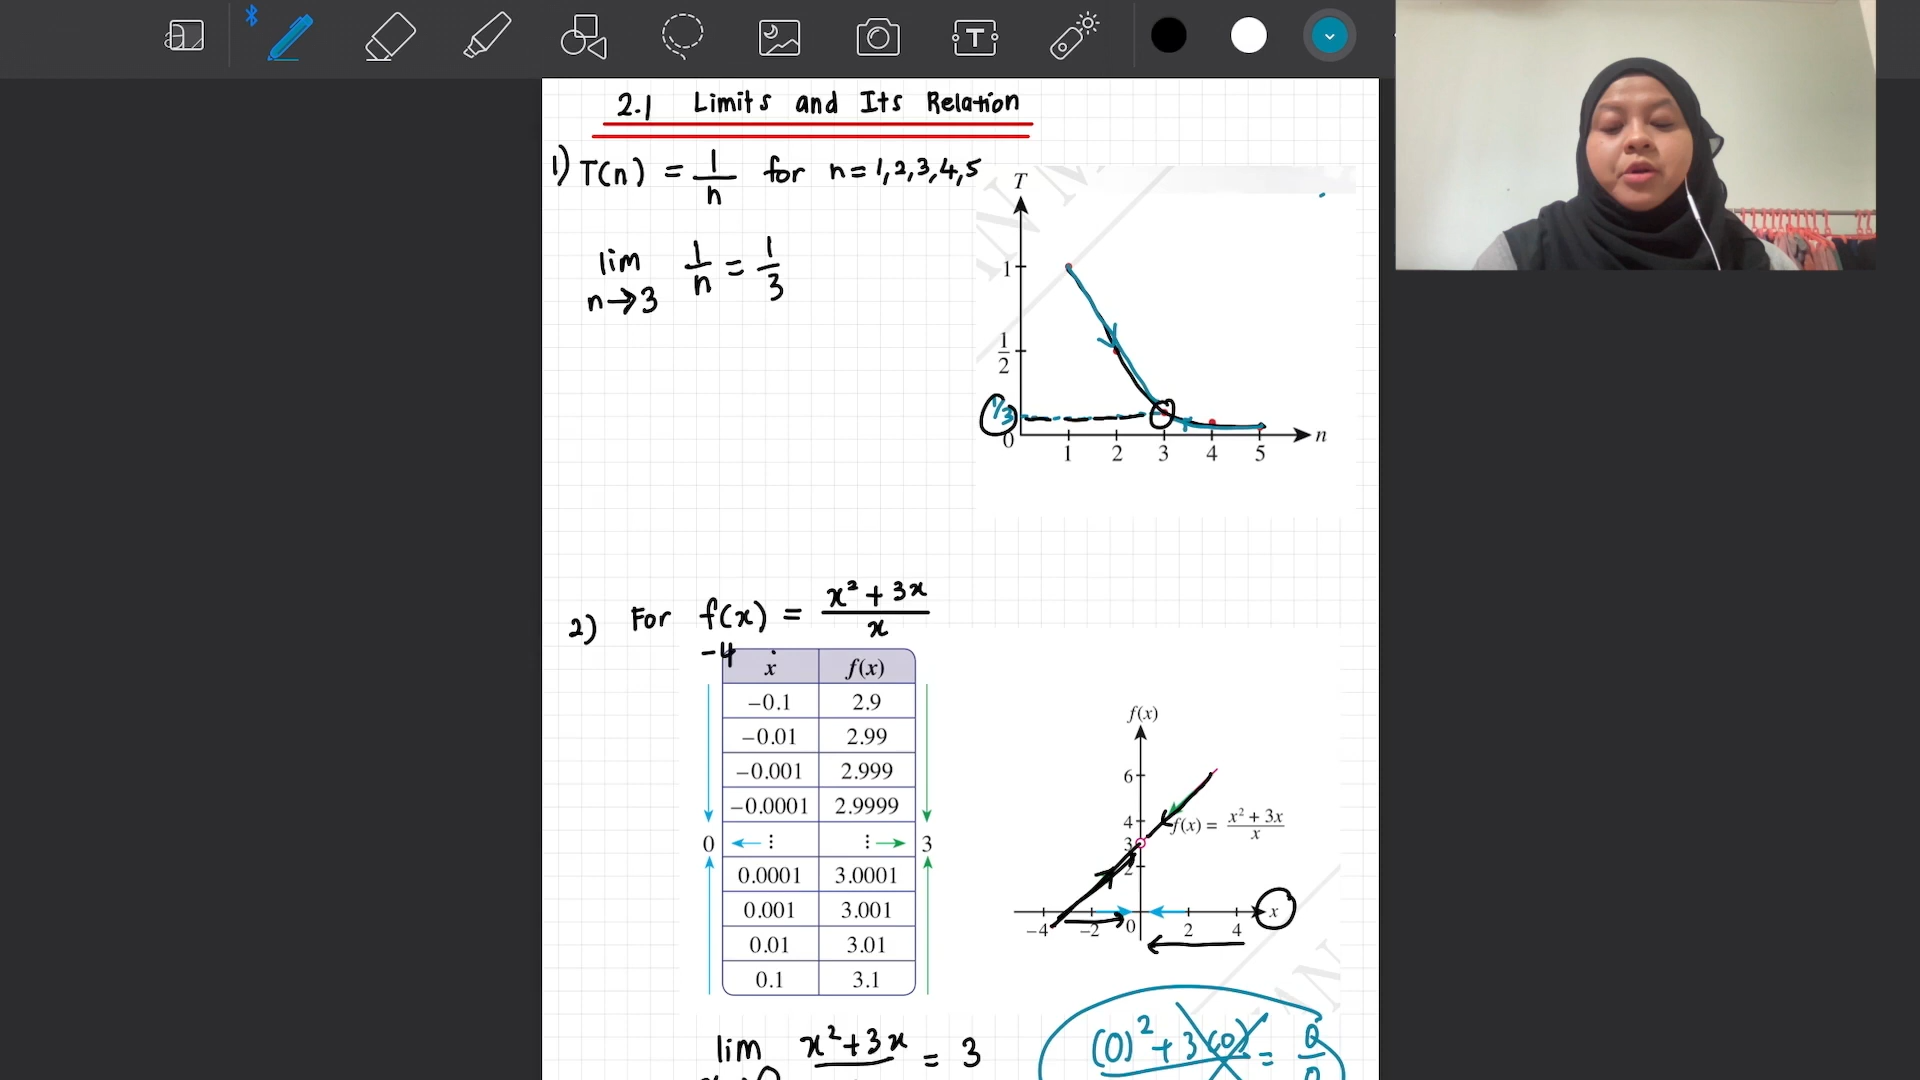 2.1 Limits and Its Relation
1) T(n) = 1/n for n = 1,2,3,4,5
lim n→3 1/n = 1/3
T
1
1/2
1/3
0
1 2 3 4 5
n
2) For f(x) = x² + 3x / x
-4
x f(x)
−0.1 2.9
−0.01 2.99
−0.001 2.999
−0.0001 2.9999
0 ← ⋮ ⋮ → 3
0.0001 3.0001
0.001 3.001
0.01 3.01
0.1 3.1
f(x)
6
4
3
2
f(x) = x² + 3x / x
−4 −2 0 2 4 x
lim x²+3x = 3
(0)² + 3(0) = 0/0